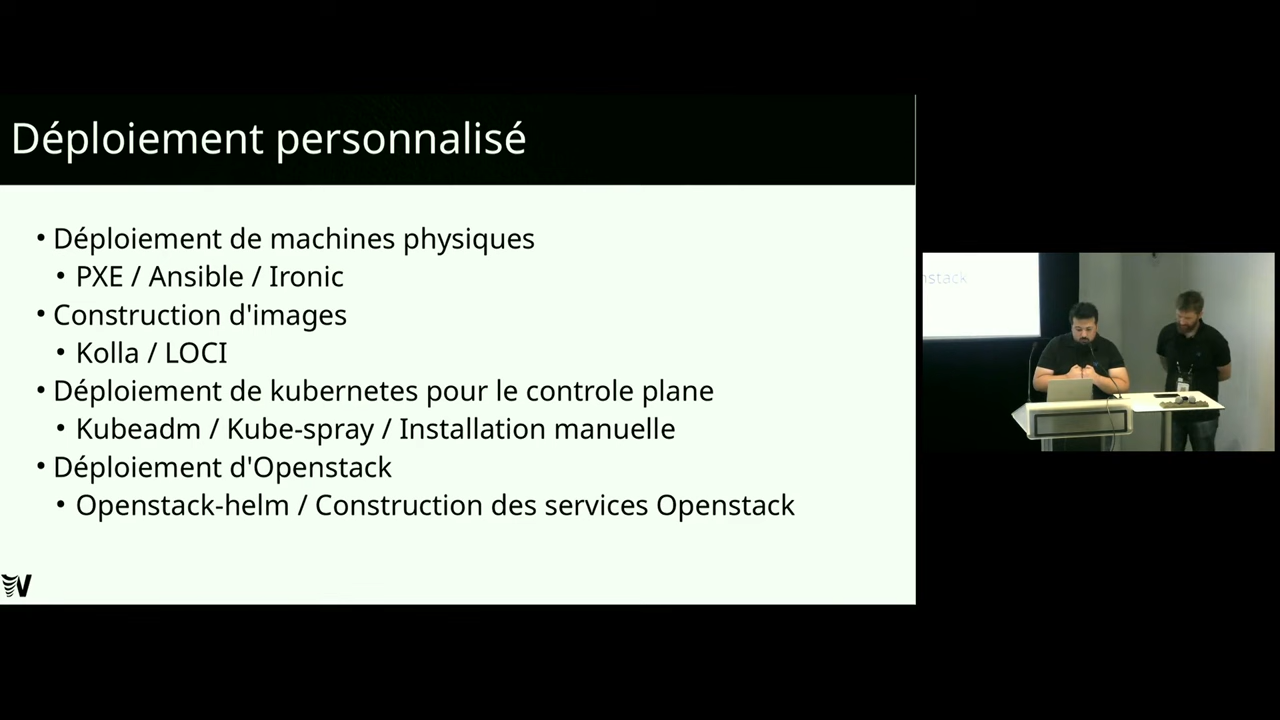 Déploiement personnalisé
• Déploiement de machines physiques
• PXE / Ansible / Ironic
• Construction d'images
• Kolla / LOCI
• Déploiement de kubernetes pour le controle plane
• Kubeadm / Kube-spray / Installation manuelle
• Déploiement d'Openstack
• Openstack-helm / Construction des services Openstack